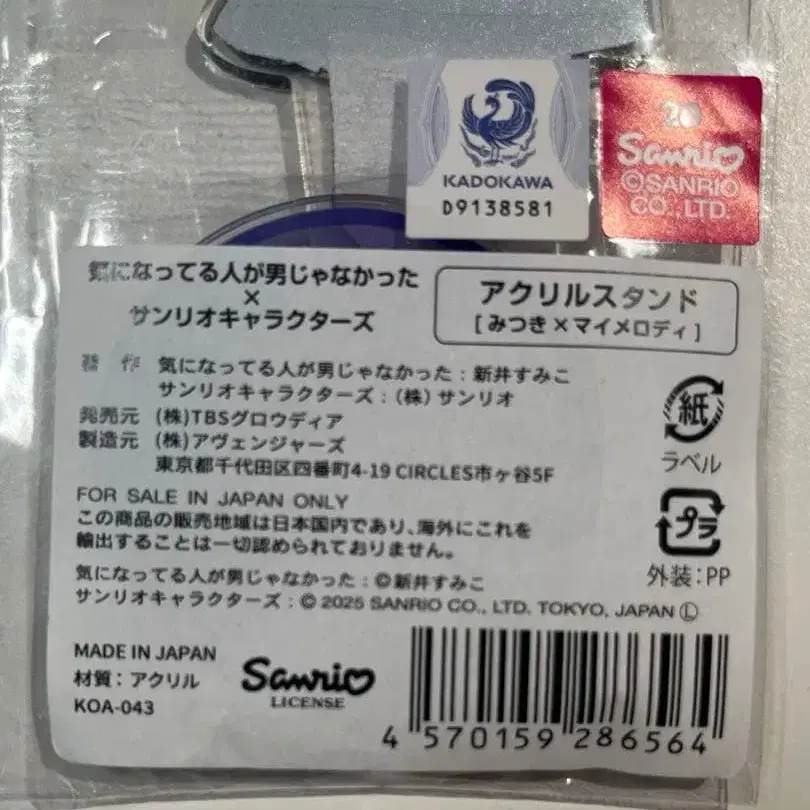 KADOKAWA
D9138581
20
Sanrio
©SANRIO
CO.,LTD.
気になってる人が男じゃなかった
×
サンリオキャラクターズ
アクリルスタンド
[みつき×マイメロディ]
著 作 気になってる人が男じゃなかった:新井すみこ
サンリオキャラクターズ:(株)サンリオ
発売元 (株)TBSグロウディア
製造元 (株)アヴェンジャーズ
東京都千代田区四番町4-19 CIRCLES市ヶ谷5F
紙
ラベル
FOR SALE IN JAPAN ONLY
この商品の販売地域は日本国内であり、海外にこれを
輸出することは一切認められておりません。
プラ
外装:PP
気になってる人が男じゃなかった:©新井すみこ
サンリオキャラクターズ:© 2025 SANRIO CO., LTD. TOKYO, JAPAN Ⓛ
MADE IN JAPAN
材質:アクリル
KOA-043
Sanrio
LICENSE
4 570159 286564